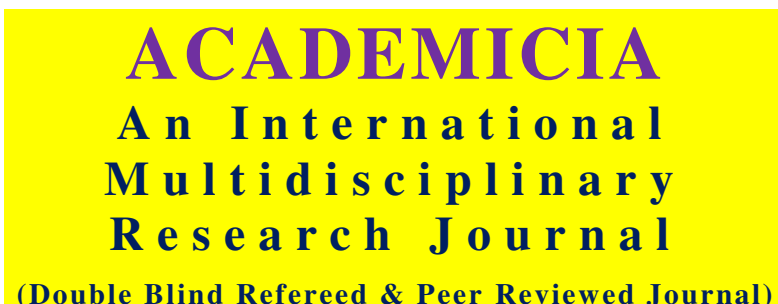 ACADEMICIA
An International
Multidisciplinary
Research Journal
(Double Blind Refereed & Peer Reviewed Journal)